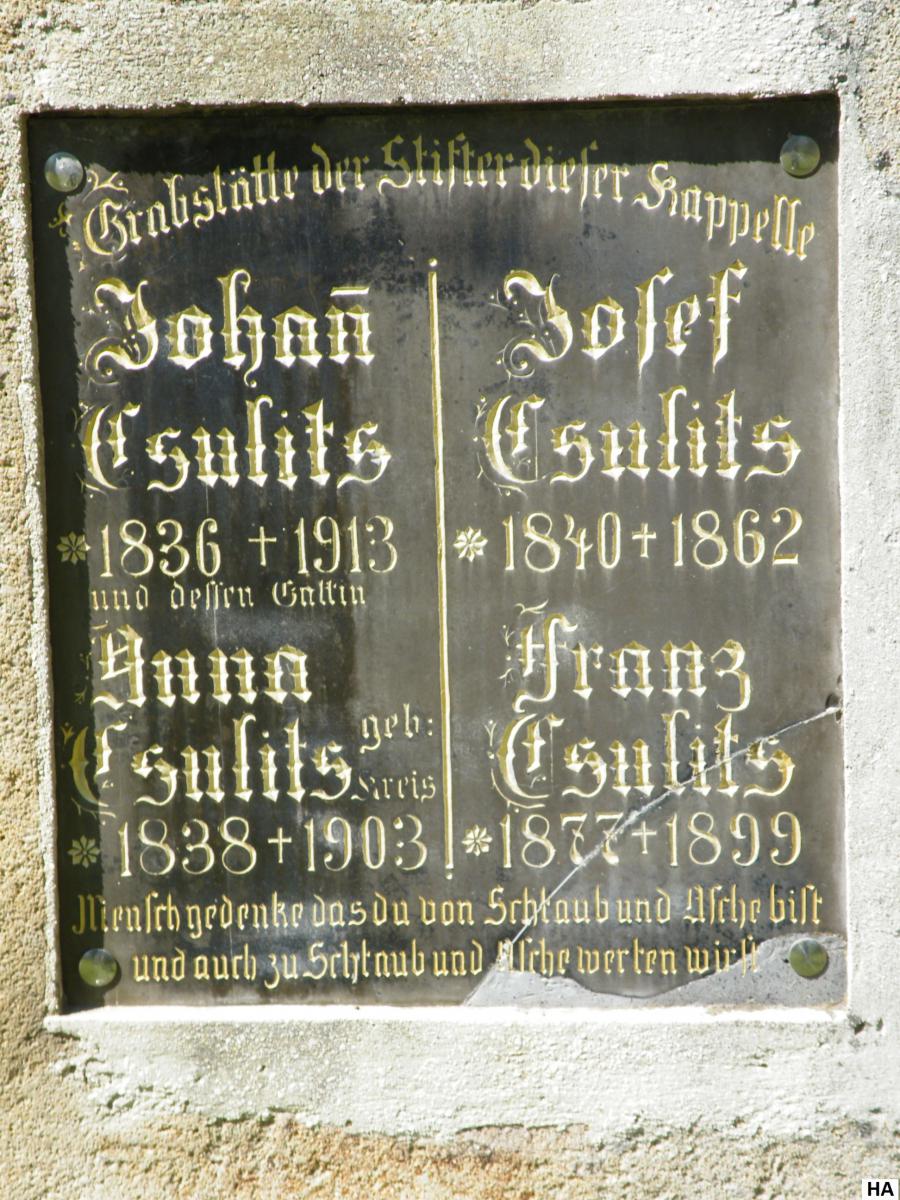 Grabstätte der Stifter dieser Kappelle
Johan̄
Csulits
* 1836 + 1913
und dessen Gattin
Anna
Csulits geb: Kreis
* 1838 + 1903
Josef
Csulits
* 1840 + 1862
Franz
Csulits
* 1877 + 1899
Mensch gedenke das du von Schtaub und Asche bist
und auch zu Schtaub und Asche werten wirst
HA